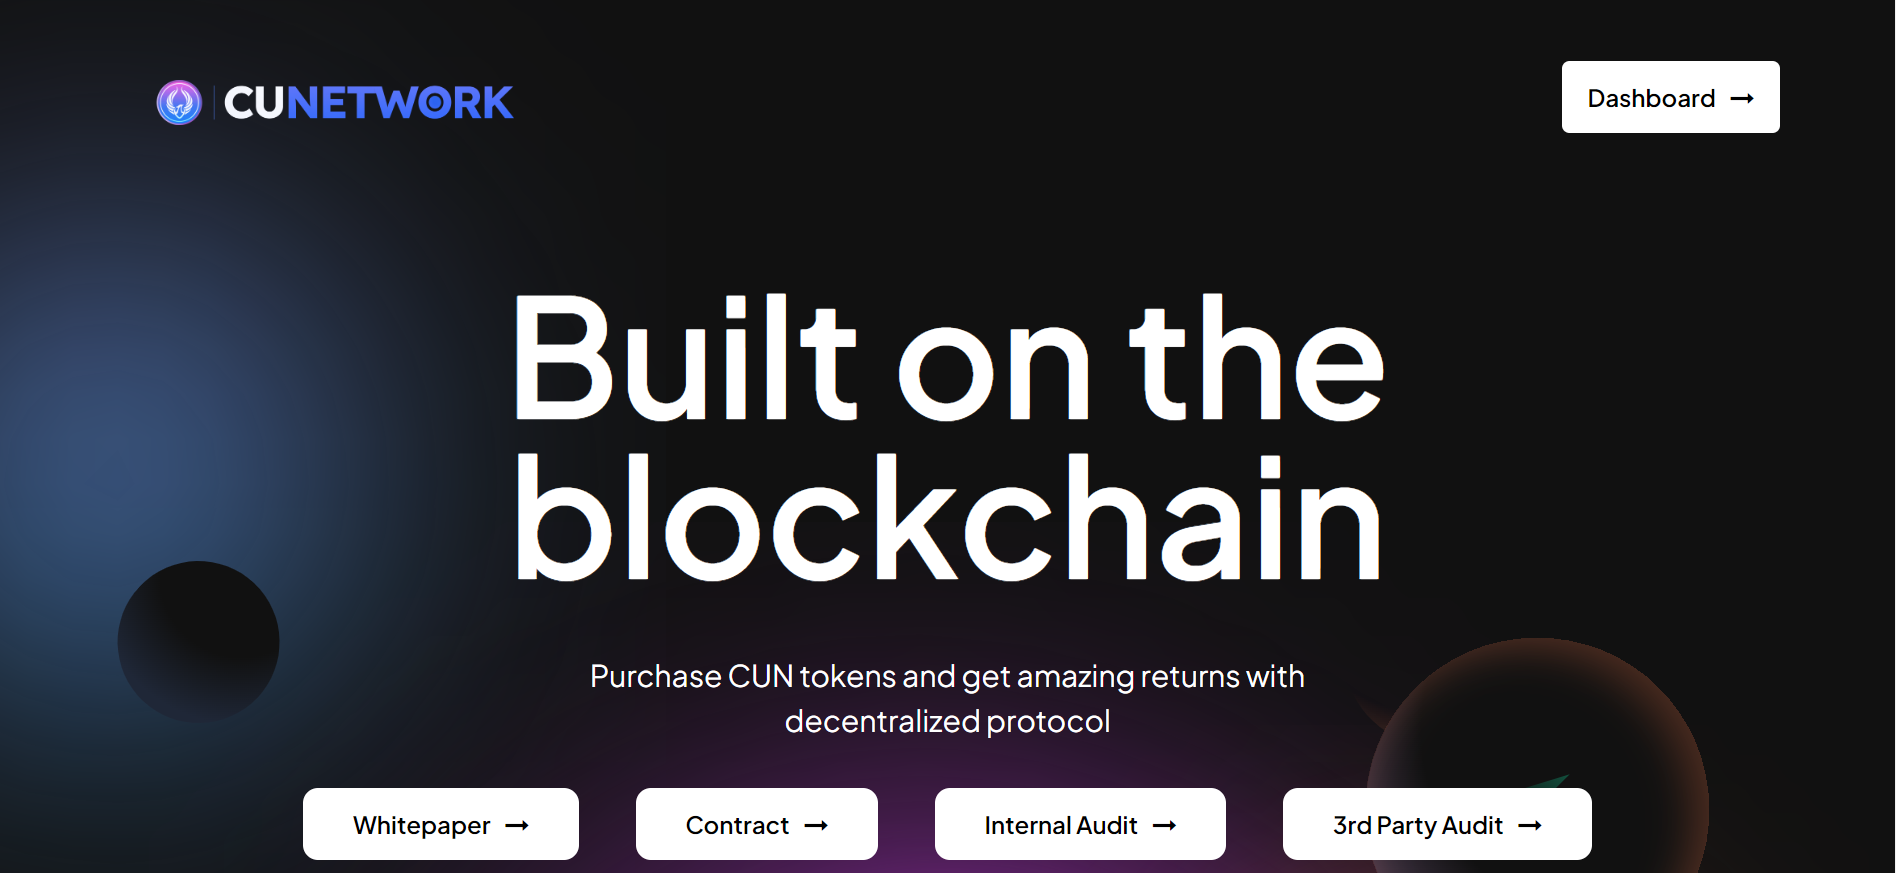 CUNETWORK
Dashboard
Built on the
blockchain
Purchase CUN tokens and get amazing returns with
decentralized protocol
Whitepaper
Contract
Internal Audit
3rd Party Audit